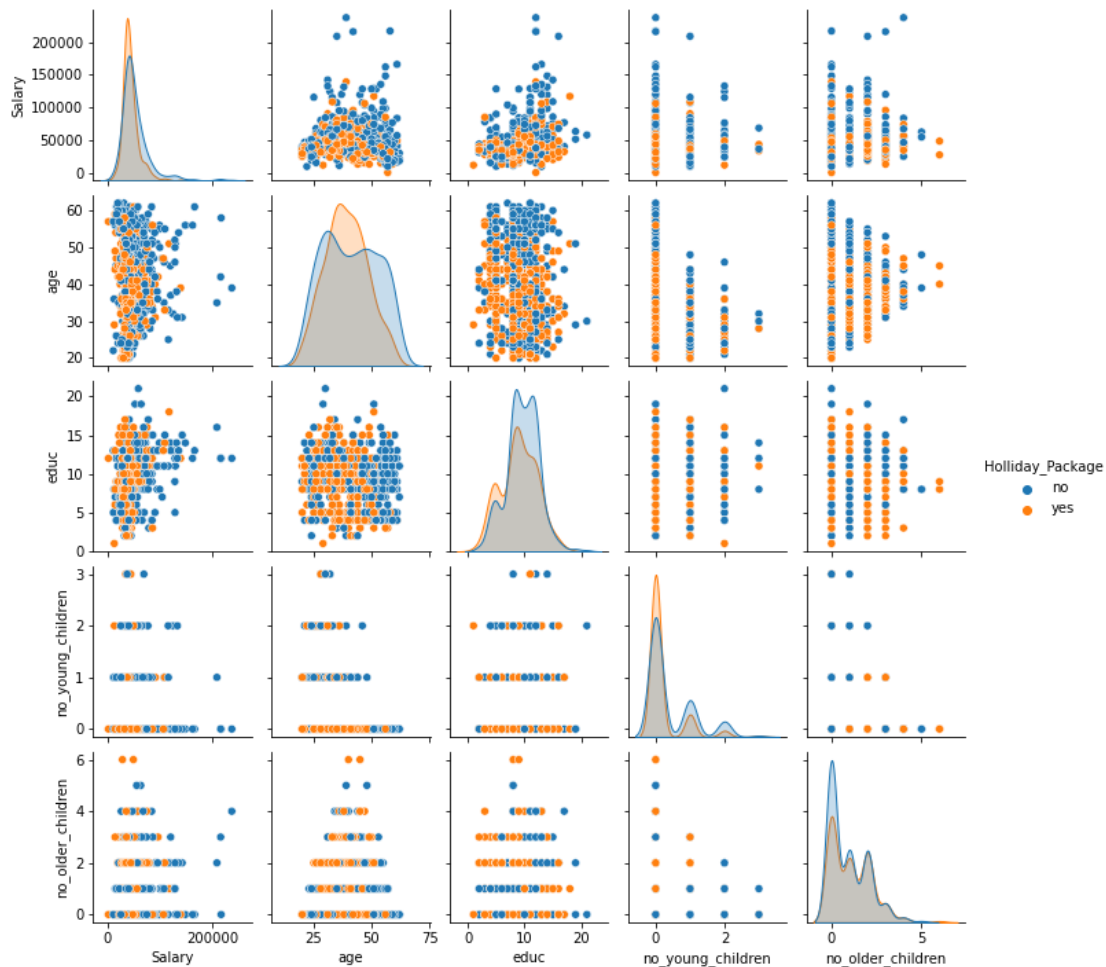 Salary
200000
150000
100000
50000
0
age
60
50
40
30
20
educ
20
15
10
5
0
no_young_children
3
2
1
0
no_older_children
6
4
2
0
0 200000
Salary
25 50 75
age
0 10 20
educ
0 2
no_young_children
0 5
no_older_children
Holliday_Package
no
yes